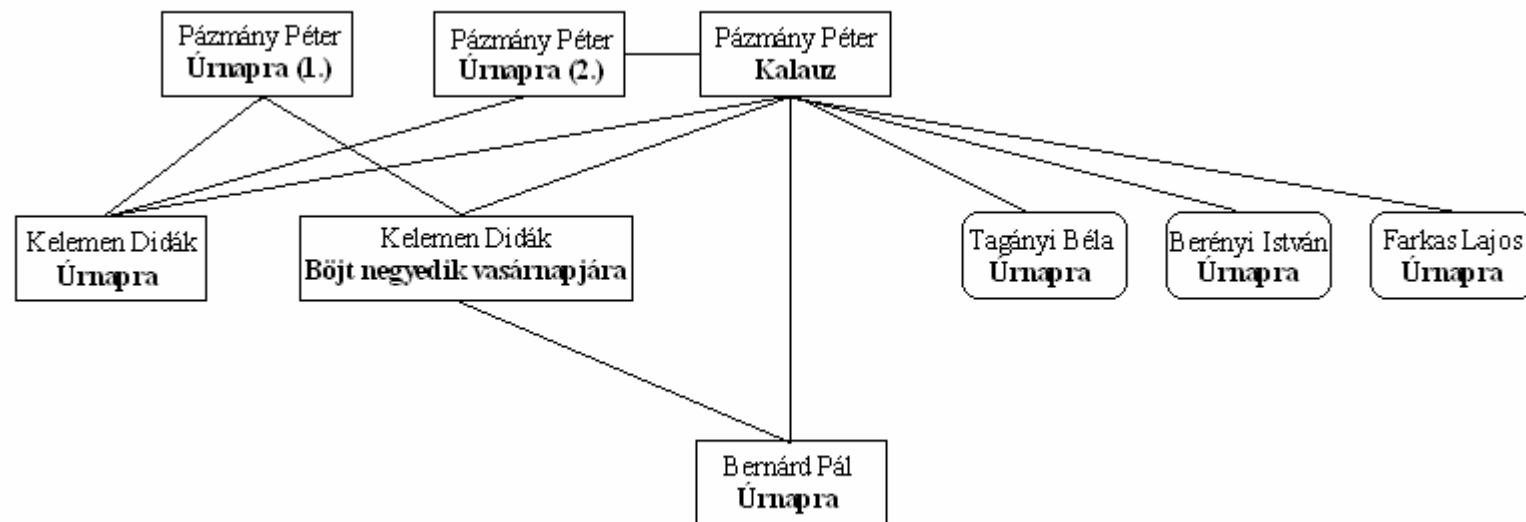 Pázmány Péter
Úrnapra (1.)
Pázmány Péter
Úrnapra (2.)
Pázmány Péter
Kalauz
Kelemen Didák
Úrnapra
Kelemen Didák
Böjt negyedik vasárnapjára
Tagányi Béla
Úrnapra
Berényi István
Úrnapra
Farkas Lajos
Úrnapra
Bernárd Pál
Úrnapra